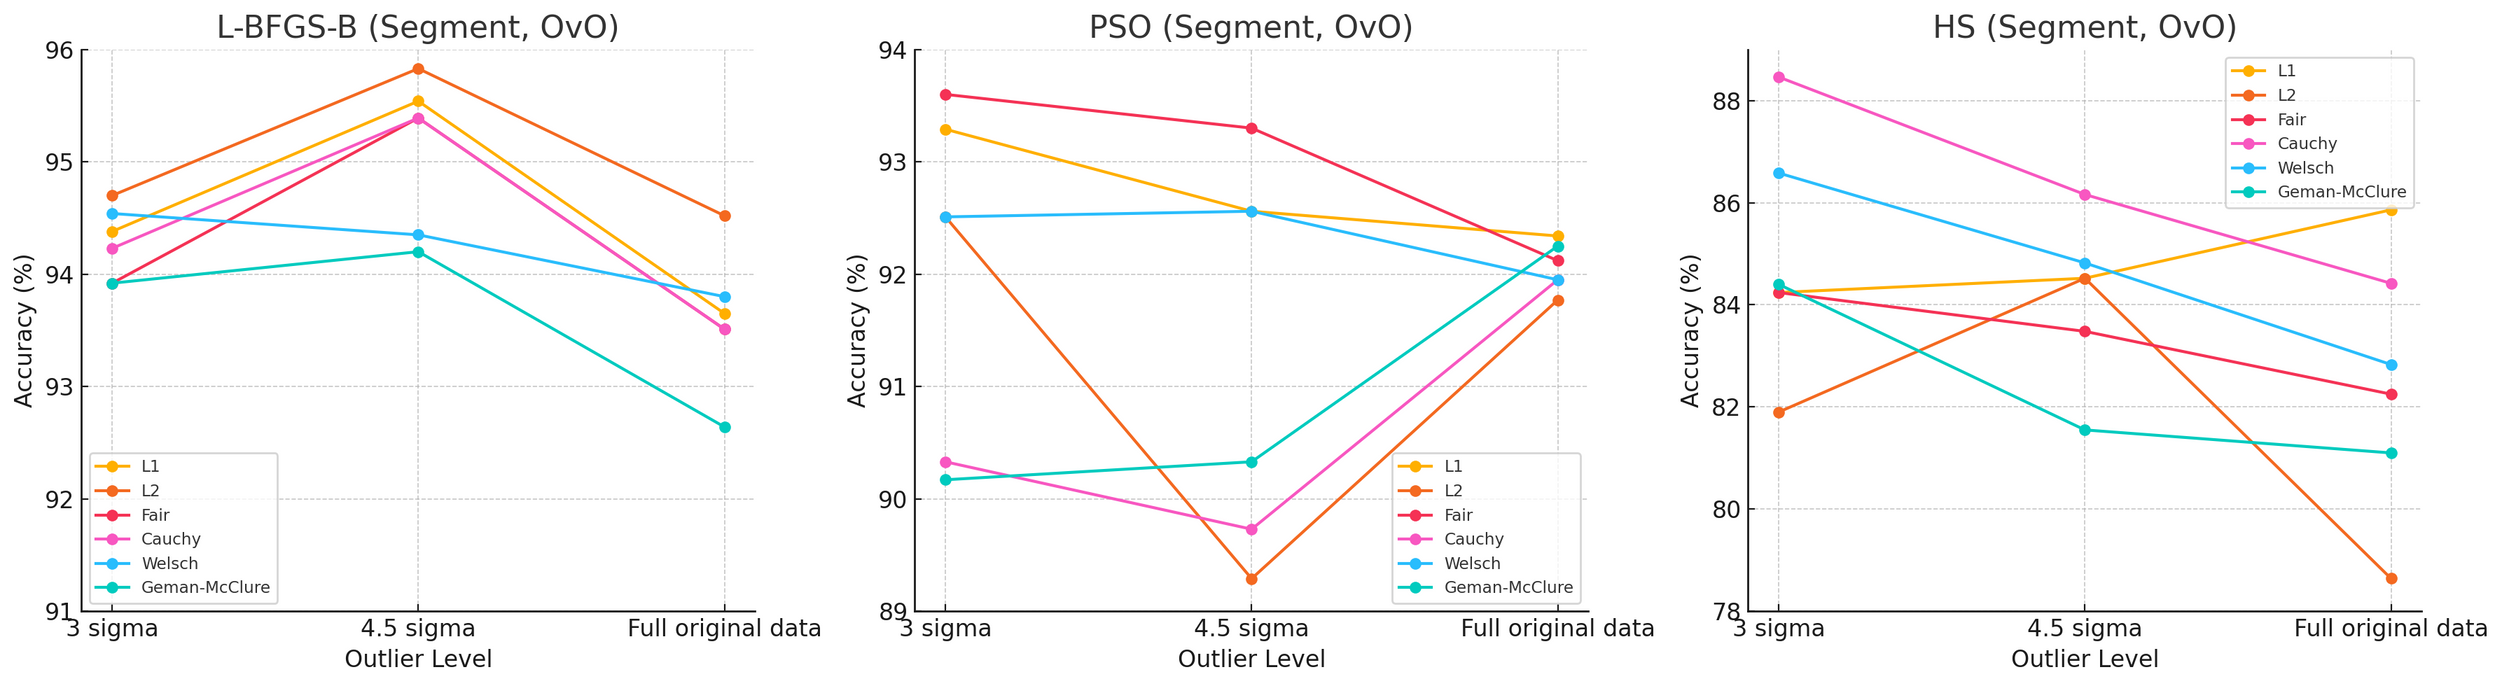 L-BFGS-B (Segment, OvO)
96
95
94
93
92
91
Accuracy (%)
L1
L2
Fair
Cauchy
Welsch
Geman-McClure
3 sigma
4.5 sigma
Full original data
Outlier Level
PSO (Segment, OvO)
94
93
92
91
90
89
Accuracy (%)
L1
L2
Fair
Cauchy
Welsch
Geman-McClure
3 sigma
4.5 sigma
Full original data
Outlier Level
HS (Segment, OvO)
88
86
84
82
80
78
Accuracy (%)
L1
L2
Fair
Cauchy
Welsch
Geman-McClure
3 sigma
4.5 sigma
Full original data
Outlier Level